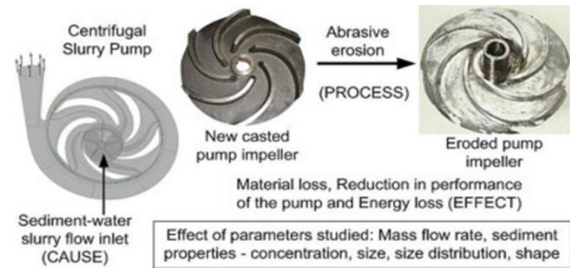 Centrifugal
Slurry Pump
Abrasive
erosion
(PROCESS)
New casted
pump impeller
Eroded pump
impeller
Material loss, Reduction in performance
of the pump and Energy loss (EFFECT)
Sediment-water
slurry flow inlet
(CAUSE)
Effect of parameters studied: Mass flow rate, sediment
properties - concentration, size, size distribution, shape